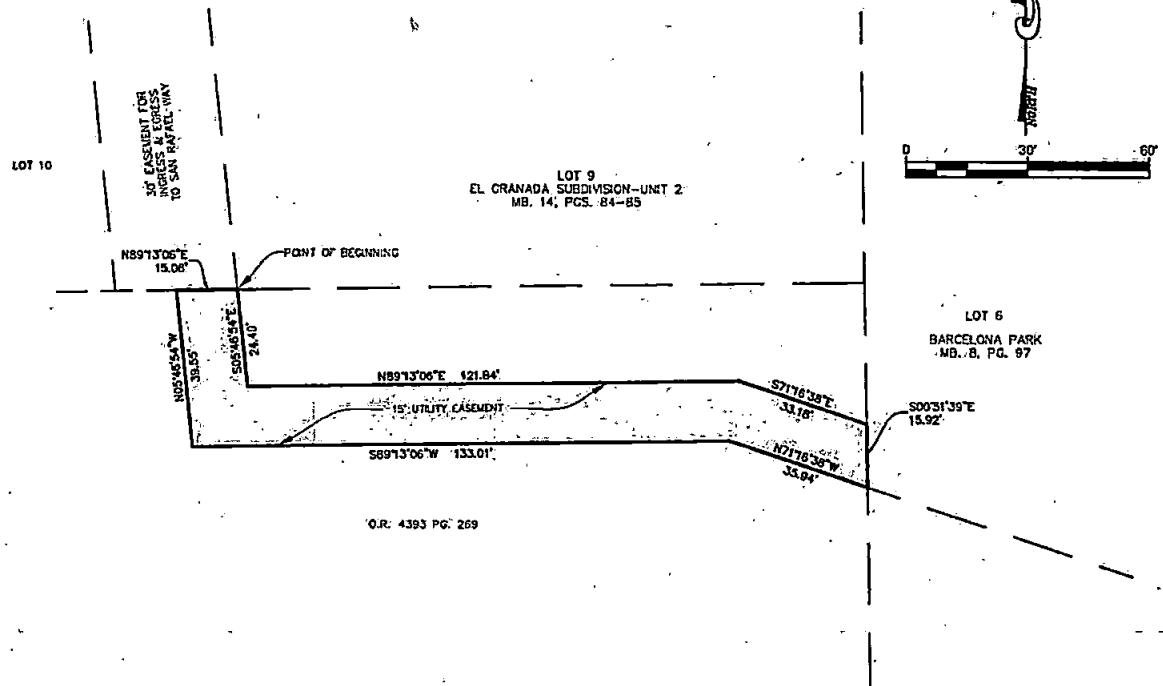 NORTH
0 30' 60'
30' EASEMENT FOR
INGRESS & EGRESS
TO SAN RAFAEL WAY
LOT 10
LOT 9
EL GRANADA SUBDIVISION-UNIT 2
MB. 14, PGS. 84-85
N89°13'06"E
15.06'
POINT OF BEGINNING
LOT 6
BARCELONA PARK
MB. 8, PG. 97
N05°46'54"W
39.55'
S05°46'54"E
24.40'
N89°13'06"E 121.84'
S71°16'38"E
33.18'
S00°31'39"E
15.92'
15' UTILITY EASEMENT
S89°13'06"W 133.01'
N71°16'38"W
35.94'
O.R. 4393 PG. 269